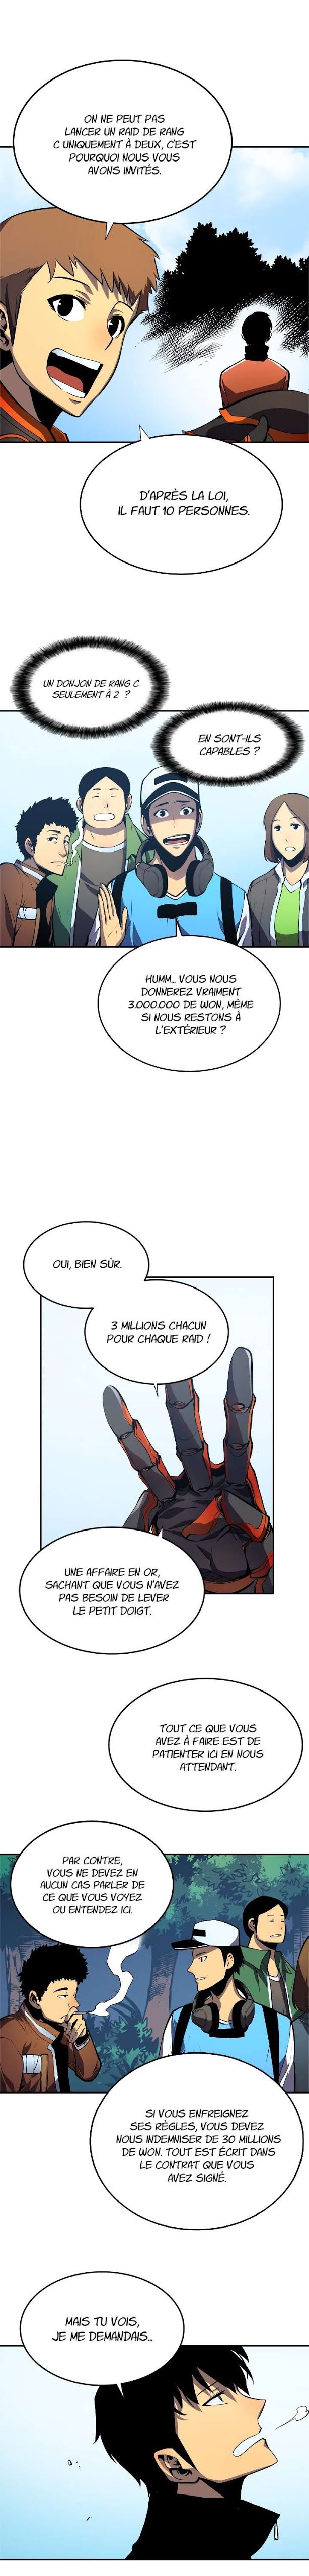 ON NE PEUT PAS
LANCER UN RAID DE RANG
C UNIQUEMENT À DEUX, C'EST
POURQUOI NOUS VOUS
AVONS INVITÉS.
D'APRÈS LA LOI,
IL FAUT 10 PERSONNES.
UN DONJON DE RANG C
SEULEMENT À 2 ?
EN SONT-ILS
CAPABLES ?
HUMM... VOUS NOUS
DONNEREZ VRAIMENT
3.000.000 DE WON, MÊME
SI NOUS RESTONS À
L'EXTÉRIEUR ?
OUI, BIEN SÛR.
3 MILLIONS CHACUN
POUR CHAQUE RAID !
UNE AFFAIRE EN OR,
SACHANT QUE VOUS N'AVEZ
PAS BESOIN DE LEVER
LE PETIT DOIGT.
TOUT CE QUE VOUS
AVEZ À FAIRE EST DE
PATIENTER ICI EN NOUS
ATTENDANT.
PAR CONTRE,
VOUS NE DEVEZ EN
AUCUN CAS PARLER DE
CE QUE VOUS VOYEZ
OU ENTENDEZ ICI.
SI VOUS ENFREIGNEZ
SES RÈGLES, VOUS DEVEZ
NOUS INDEMNISER DE 30 MILLIONS
DE WON. TOUT EST ÉCRIT DANS
LE CONTRAT QUE VOUS
AVEZ SIGNÉ.
MAIS TU VOIS,
JE ME DEMANDAIS...